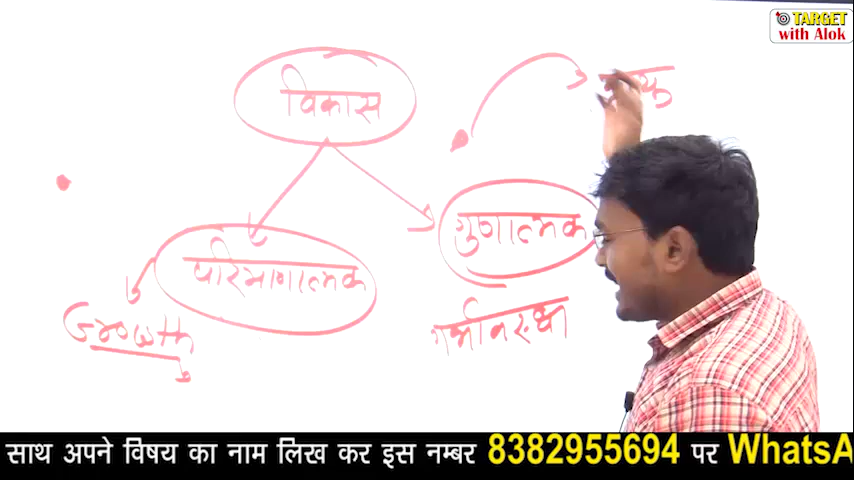 TARGET
with Alok
विकास
परिमाणात्मक
गुणात्मक
Growth
गर्भावस्था
साथ अपने विषय का नाम लिख कर इस नम्बर 8382955694 पर WhatsA